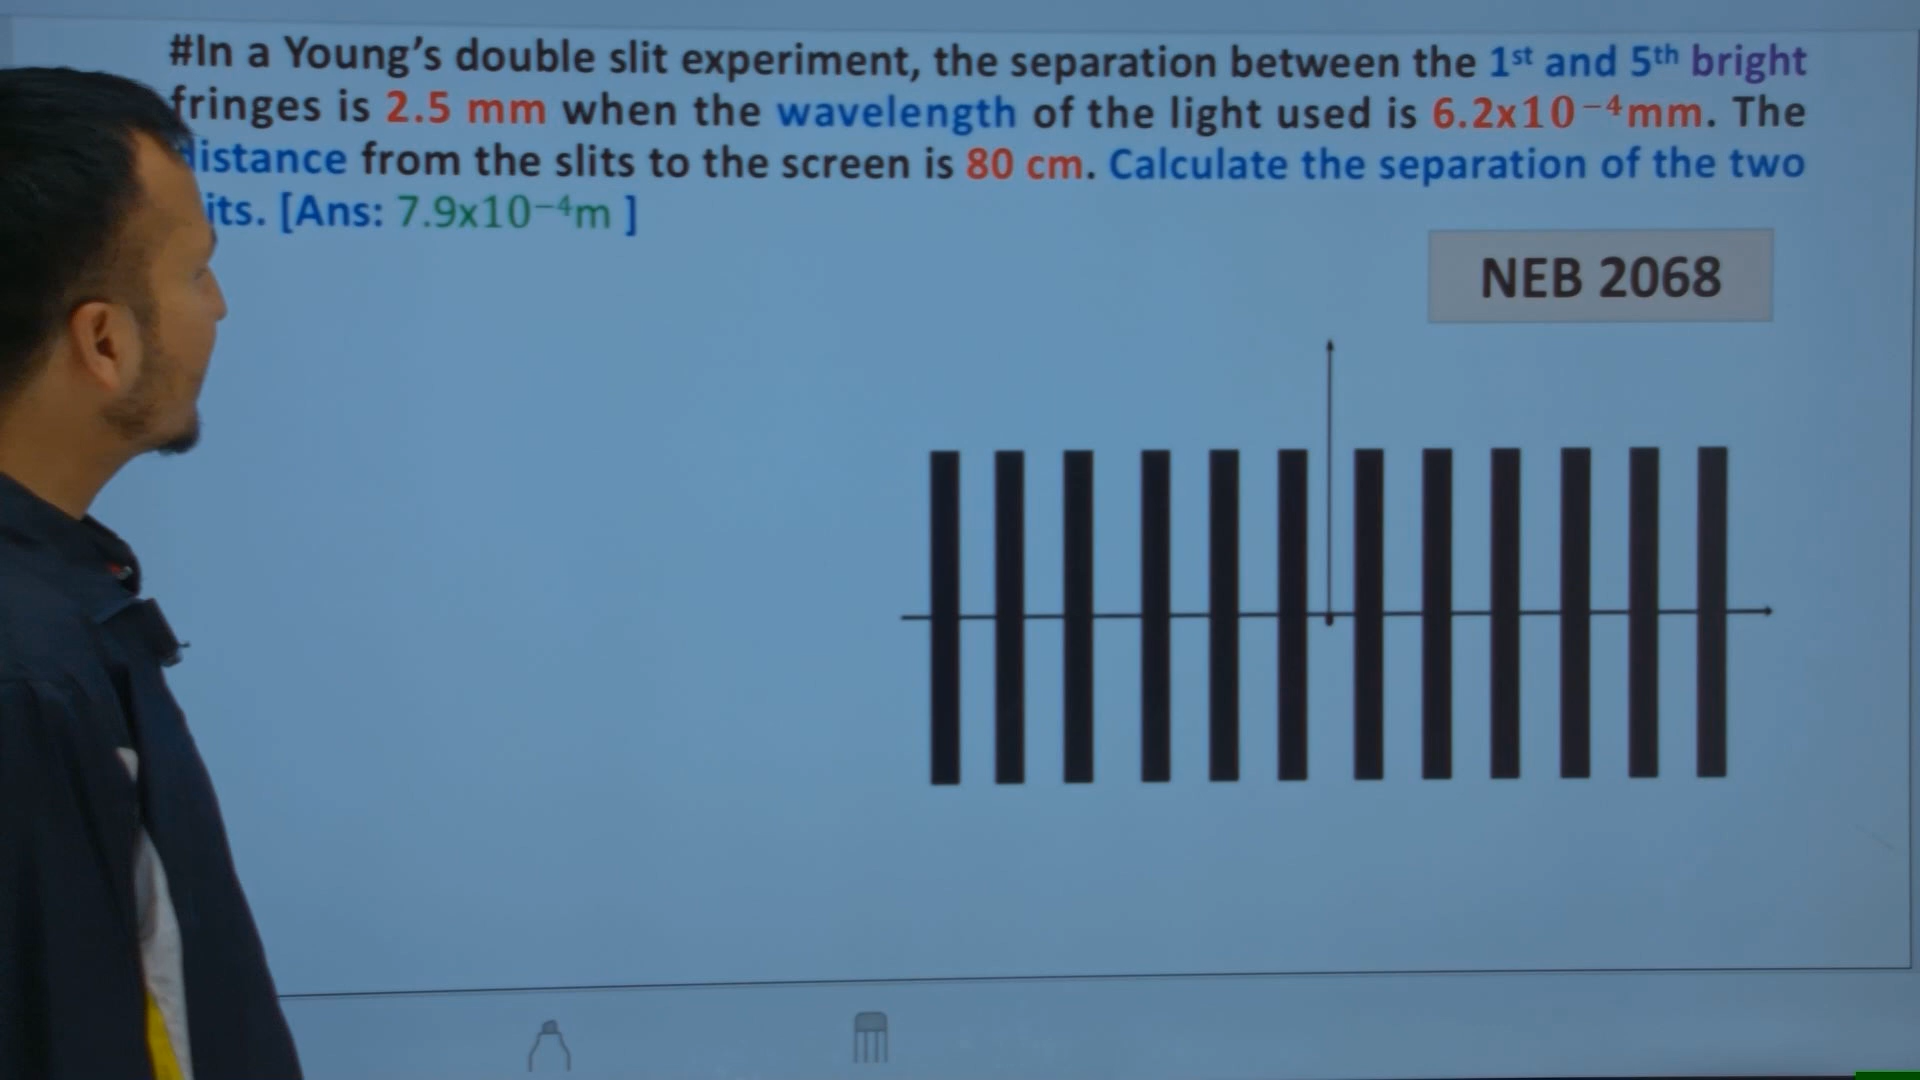 #In a Young’s double slit experiment, the separation between the 1st and 5th bright
fringes is 2.5 mm when the wavelength of the light used is 6.2x10⁻⁴mm. The
distance from the slits to the screen is 80 cm. Calculate the separation of the two
its. [Ans: 7.9x10⁻⁴m ]
NEB 2068